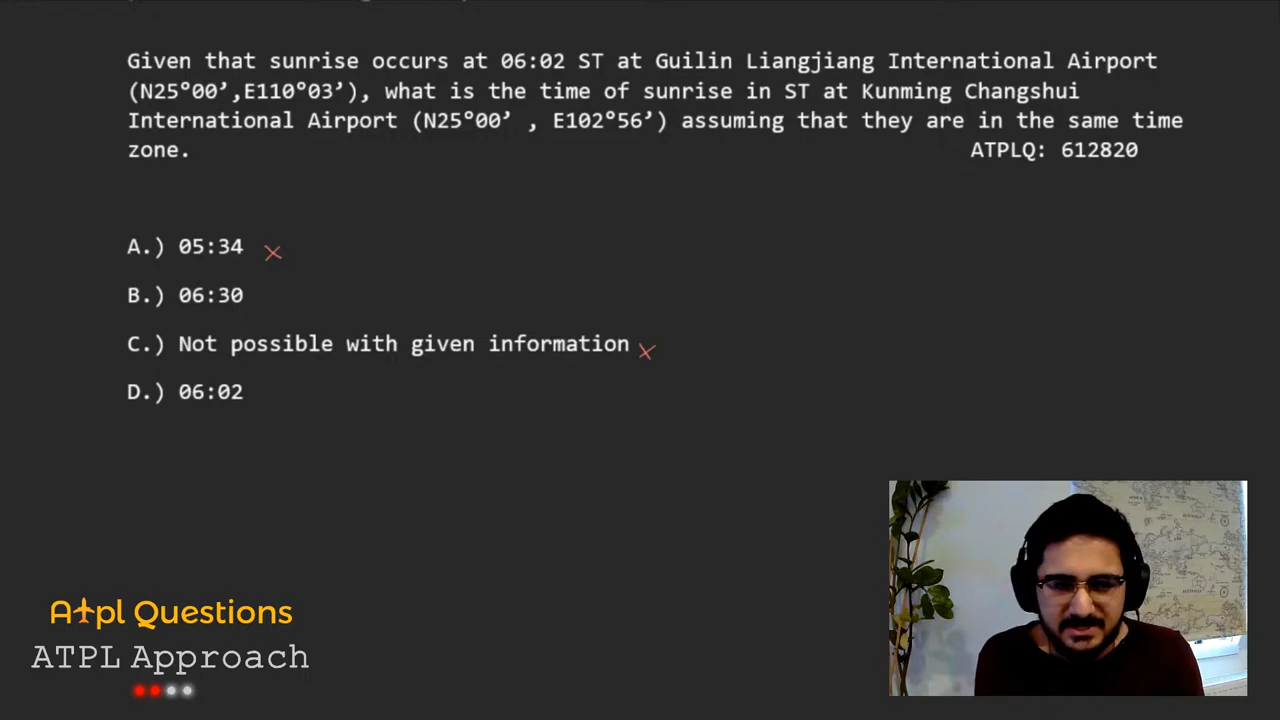 Given that sunrise occurs at 06:02 ST at Guilin Liangjiang International Airport
(N25°00’,E110°03’), what is the time of sunrise in ST at Kunming Changshui
International Airport (N25°00’ , E102°56’) assuming that they are in the same time
zone. ATPLQ: 612820
A.) 05:34
B.) 06:30
C.) Not possible with given information
D.) 06:02
Atpl Questions
ATPL Approach